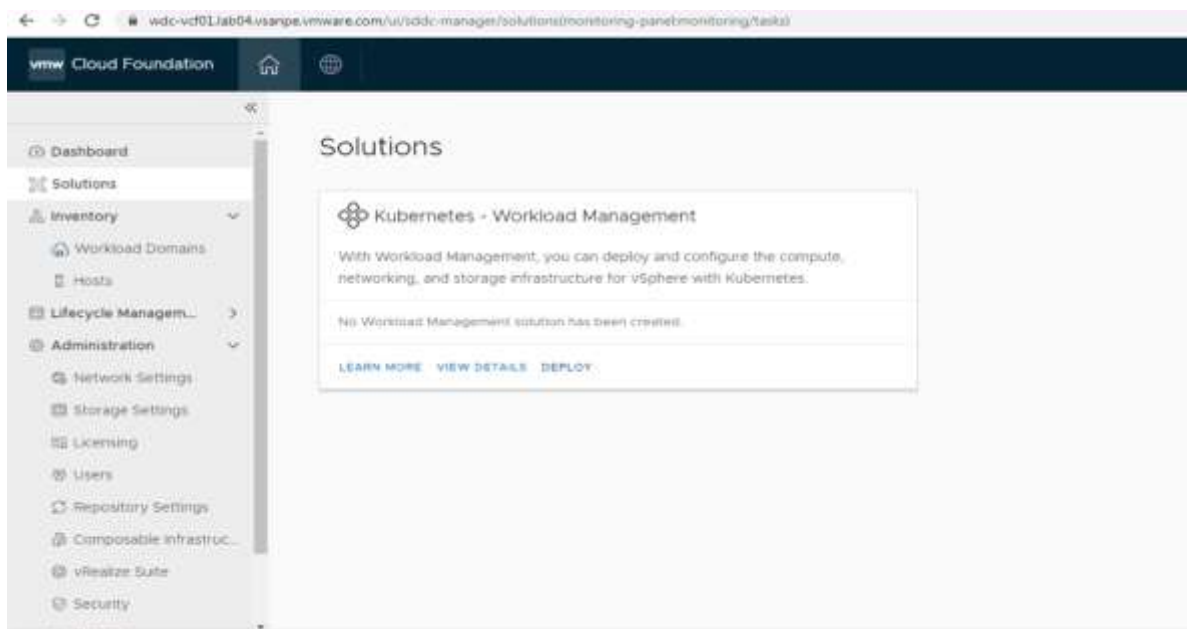 wdc-vcf01.lab04.vsanpe.vmware.com/ui/sddc-manager/solutions(monitoring-panel:monitoring/tasks)
vmw Cloud Foundation
Dashboard
Solutions
Inventory
Workload Domains
Hosts
Lifecycle Managem...
Administration
Network Settings
Storage Settings
Licensing
Users
Repository Settings
Composable Infrastruc...
vRealize Suite
Security
Solutions
Kubernetes - Workload Management
With Workload Management, you can deploy and configure the compute,
networking, and storage infrastructure for vSphere with Kubernetes.
No Workload Management solution has been created.
LEARN MORE VIEW DETAILS DEPLOY